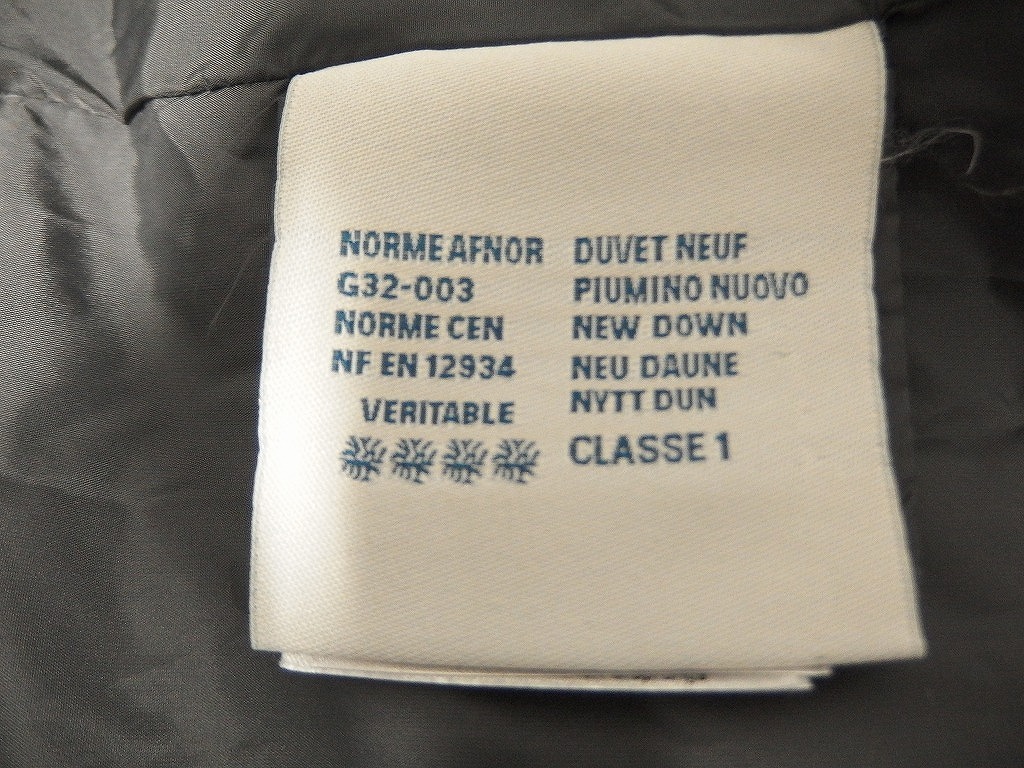 NORME AFNOR
G32-003
NORME CEN
NF EN 12934
VERITABLE
DUVET NEUF
PIUMINO NUOVO
NEW DOWN
NEU DAUNE
NYTT DUN
CLASSE 1